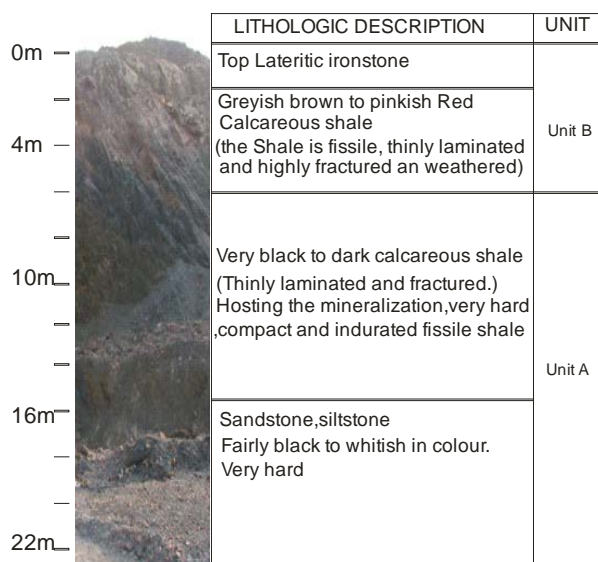 LITHOLOGIC DESCRIPTION
UNIT
0m
Top Lateritic ironstone
Greyish brown to pinkish Red
Calcareous shale
(the Shale is fissile, thinly laminated
and highly fractured an weathered)
4m
Unit B
Very black to dark calcareous shale
(Thinly laminated and fractured.)
Hosting the mineralization,very hard
,compact and indurated fissile shale
10m
Unit A
16m
Sandstone,siltstone
Fairly black to whitish in colour.
Very hard
22m